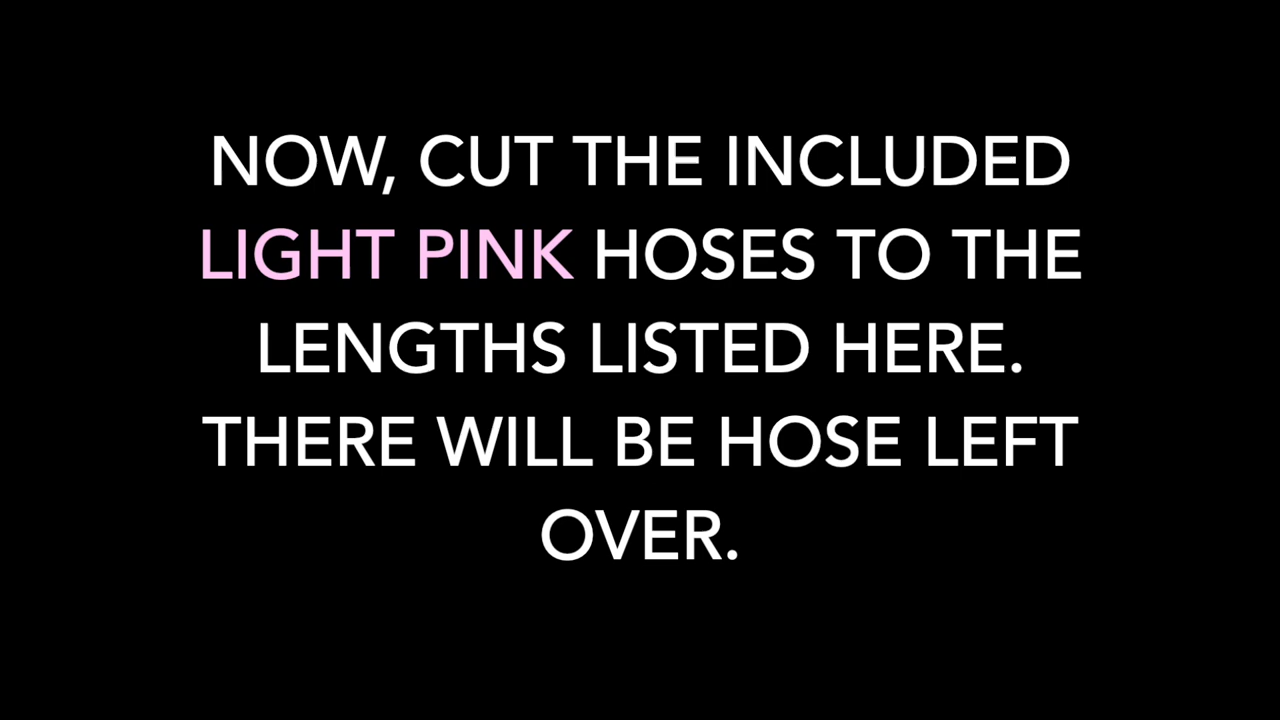 NOW, CUT THE INCLUDED
LIGHT PINK HOSES TO THE
LENGTHS LISTED HERE.
THERE WILL BE HOSE LEFT
OVER.